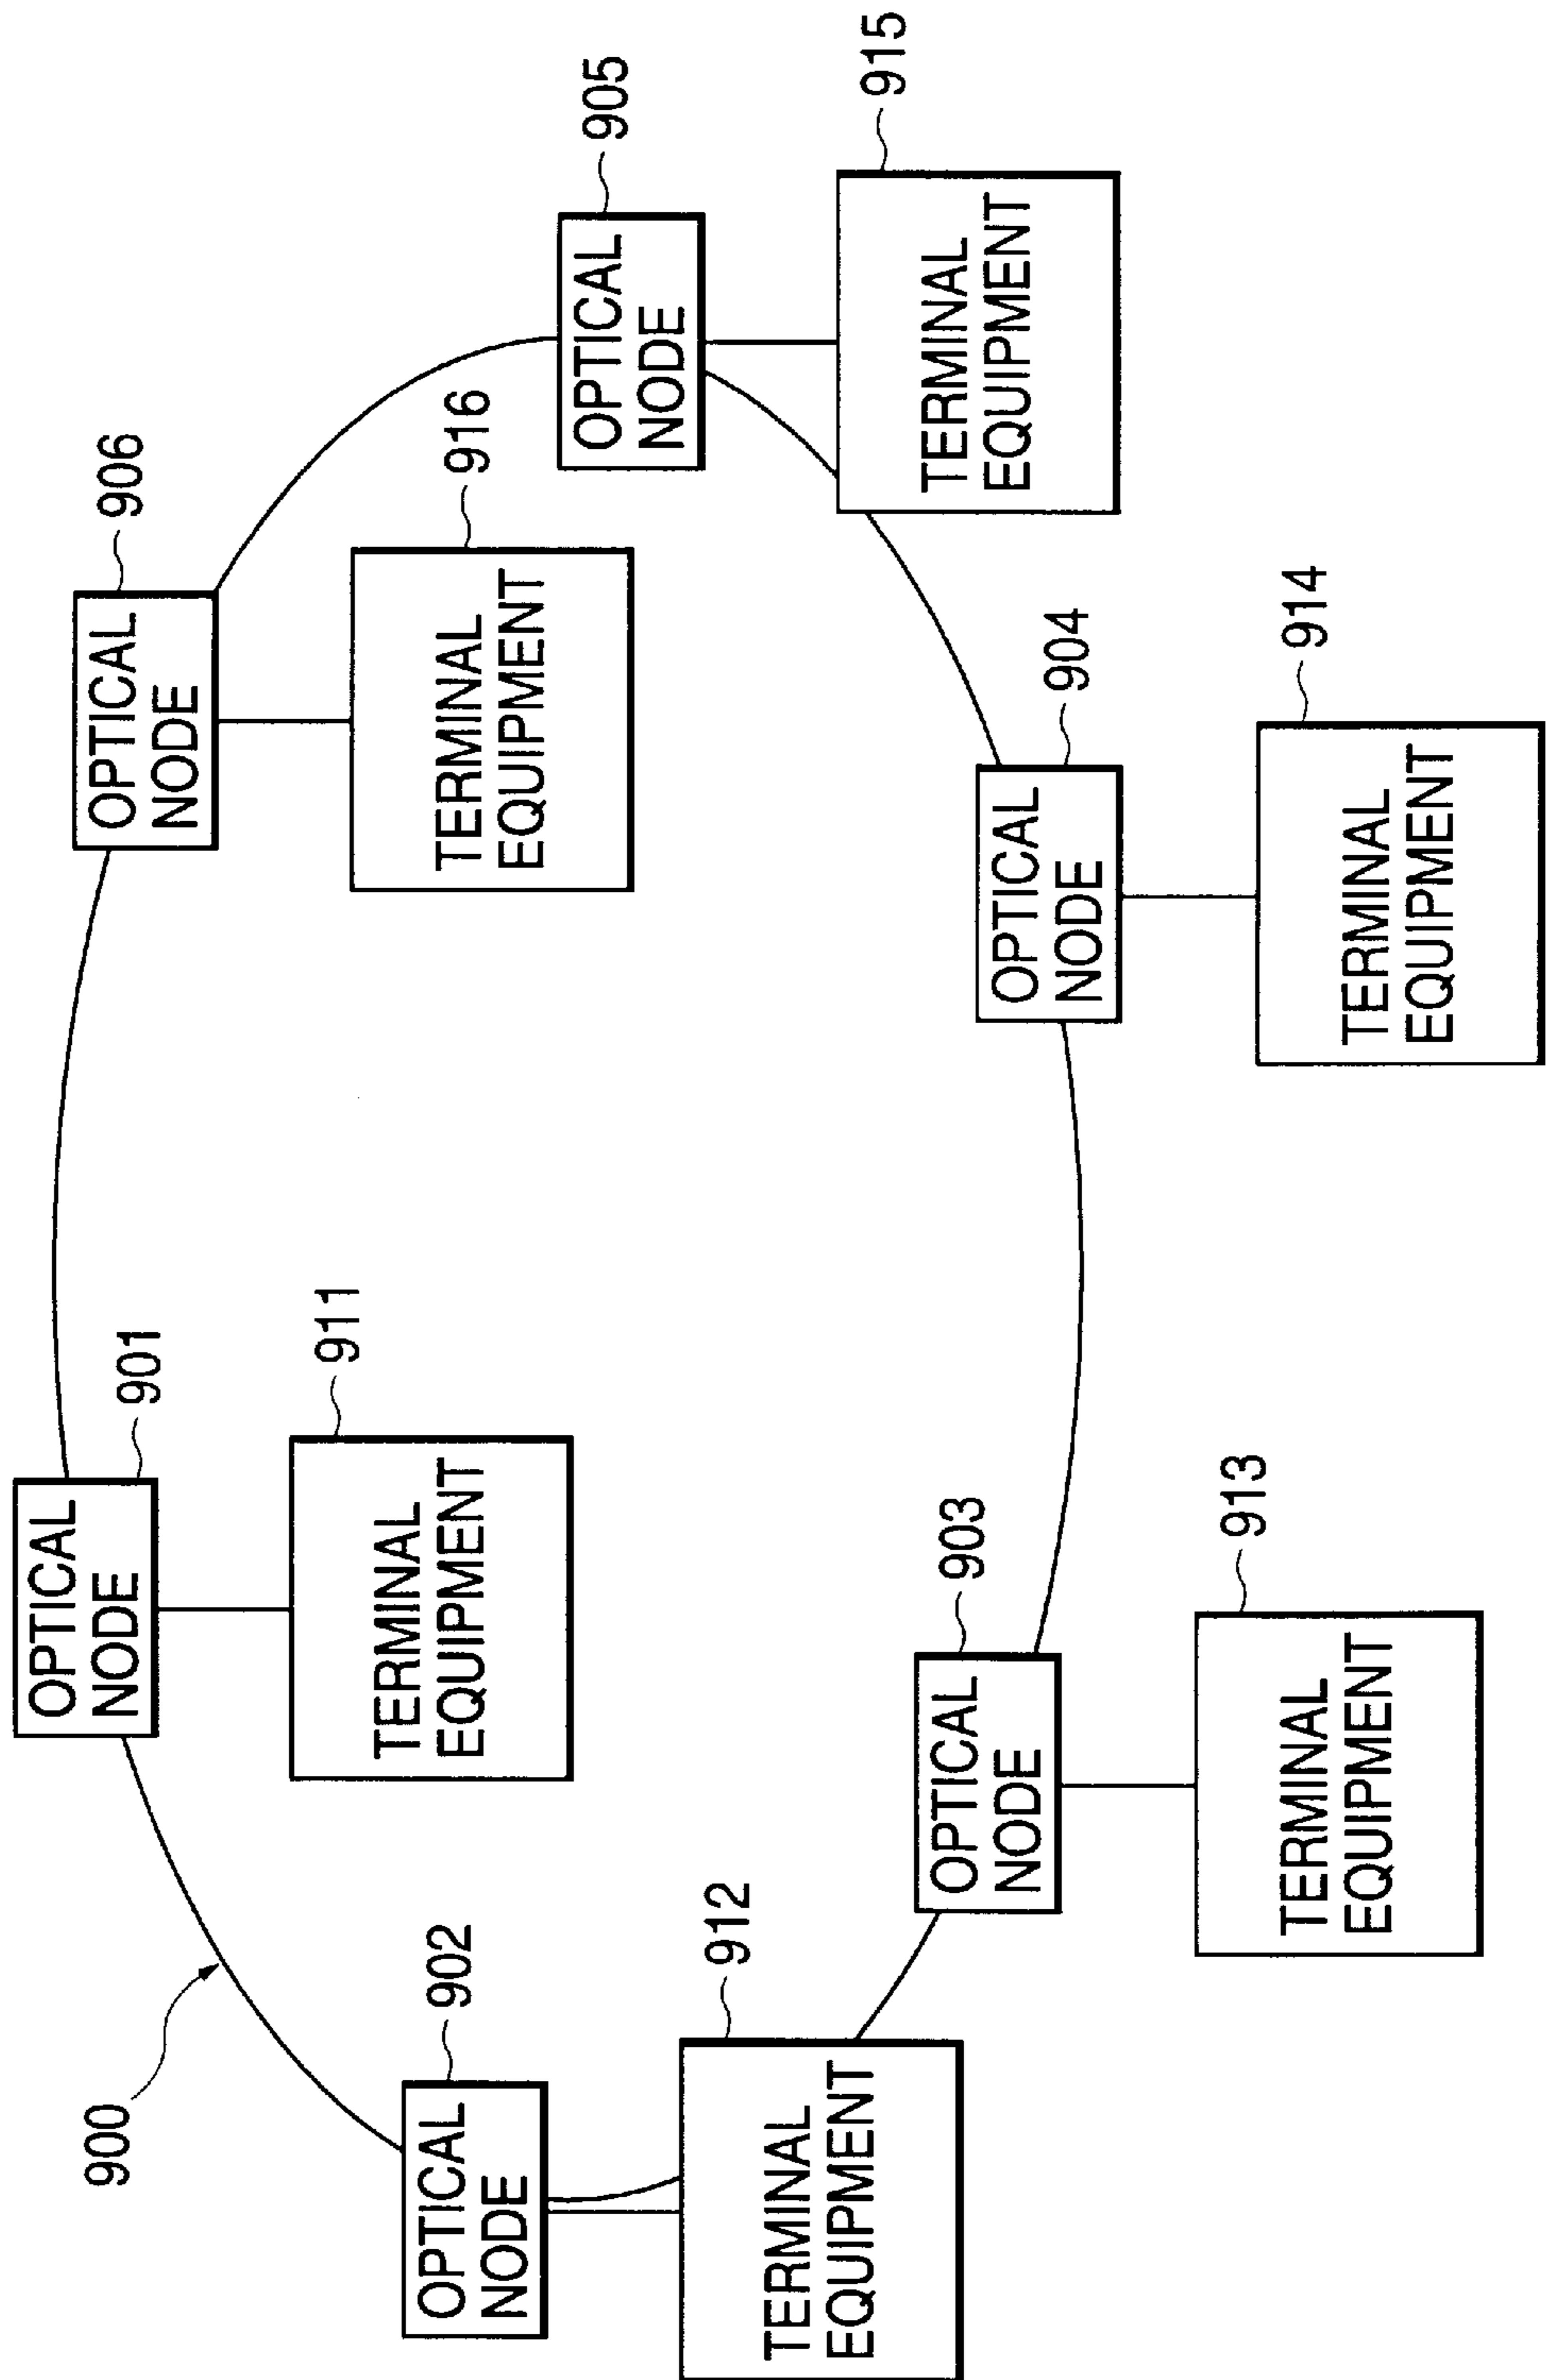 900
OPTICAL
NODE
901
TERMINAL
EQUIPMENT
911
OPTICAL
NODE
906
TERMINAL
EQUIPMENT
916
OPTICAL
NODE
902
TERMINAL
EQUIPMENT
912
OPTICAL
NODE
905
TERMINAL
EQUIPMENT
915
OPTICAL
NODE
903
TERMINAL
EQUIPMENT
913
OPTICAL
NODE
904
TERMINAL
EQUIPMENT
914